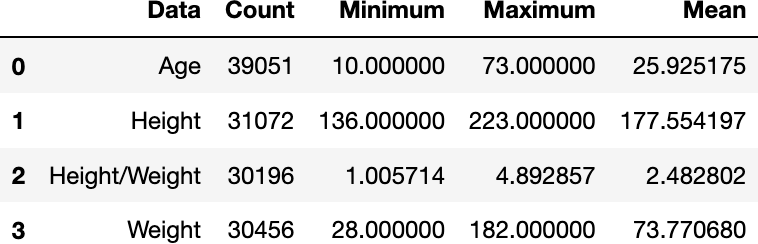 Data Count Minimum Maximum Mean
0 Age 39051 10.000000 73.000000 25.925175
1 Height 31072 136.000000 223.000000 177.554197
2 Height/Weight 30196 1.005714 4.892857 2.482802
3 Weight 30456 28.000000 182.000000 73.770680